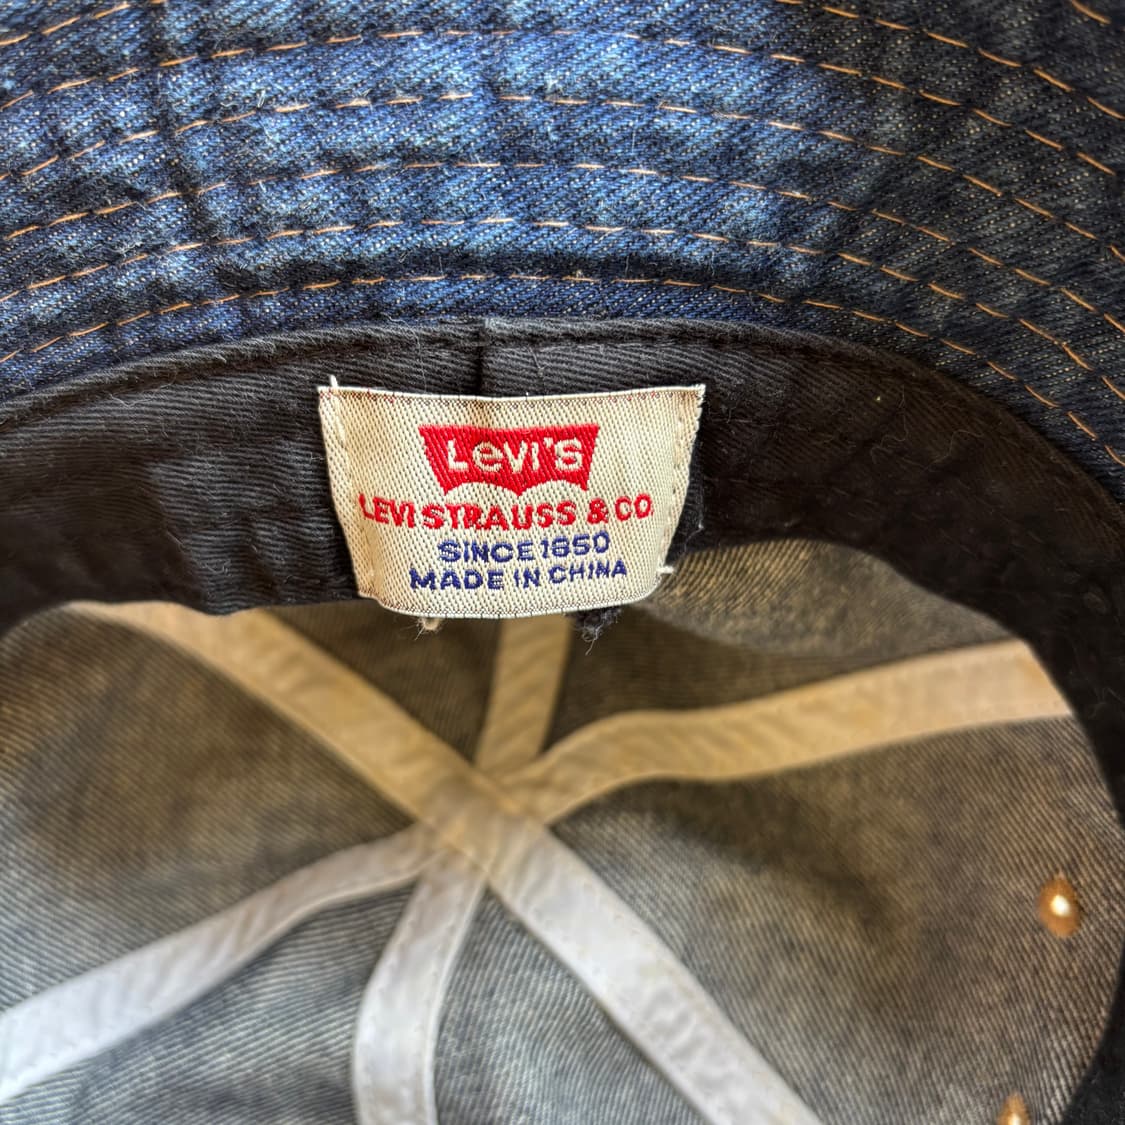 Levi's
LEVI STRAUSS & CO
SINCE 1850
MADE IN CHINA